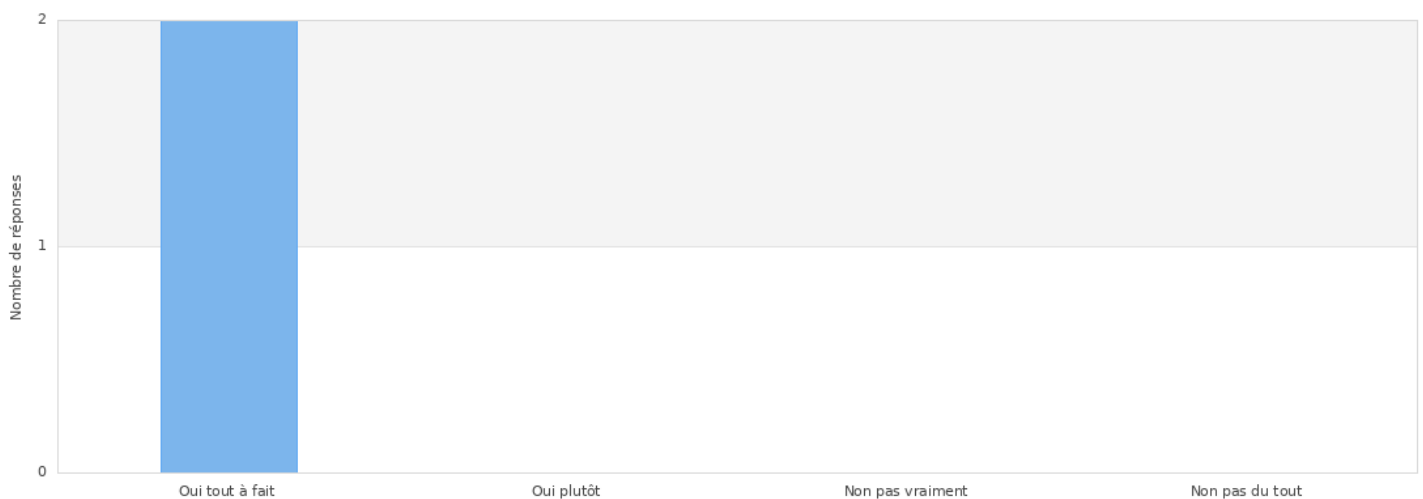 2
1
0
Nombre de réponses
Oui tout à fait
Oui plutôt
Non pas vraiment
Non pas du tout